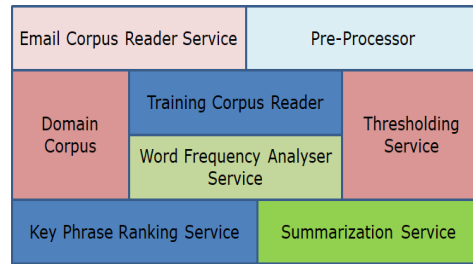 Email Corpus Reader Service
Pre-Processor
Domain
Corpus
Training Corpus Reader
Word Frequency Analyser
Service
Thresholding
Service
Key Phrase Ranking Service
Summarization Service